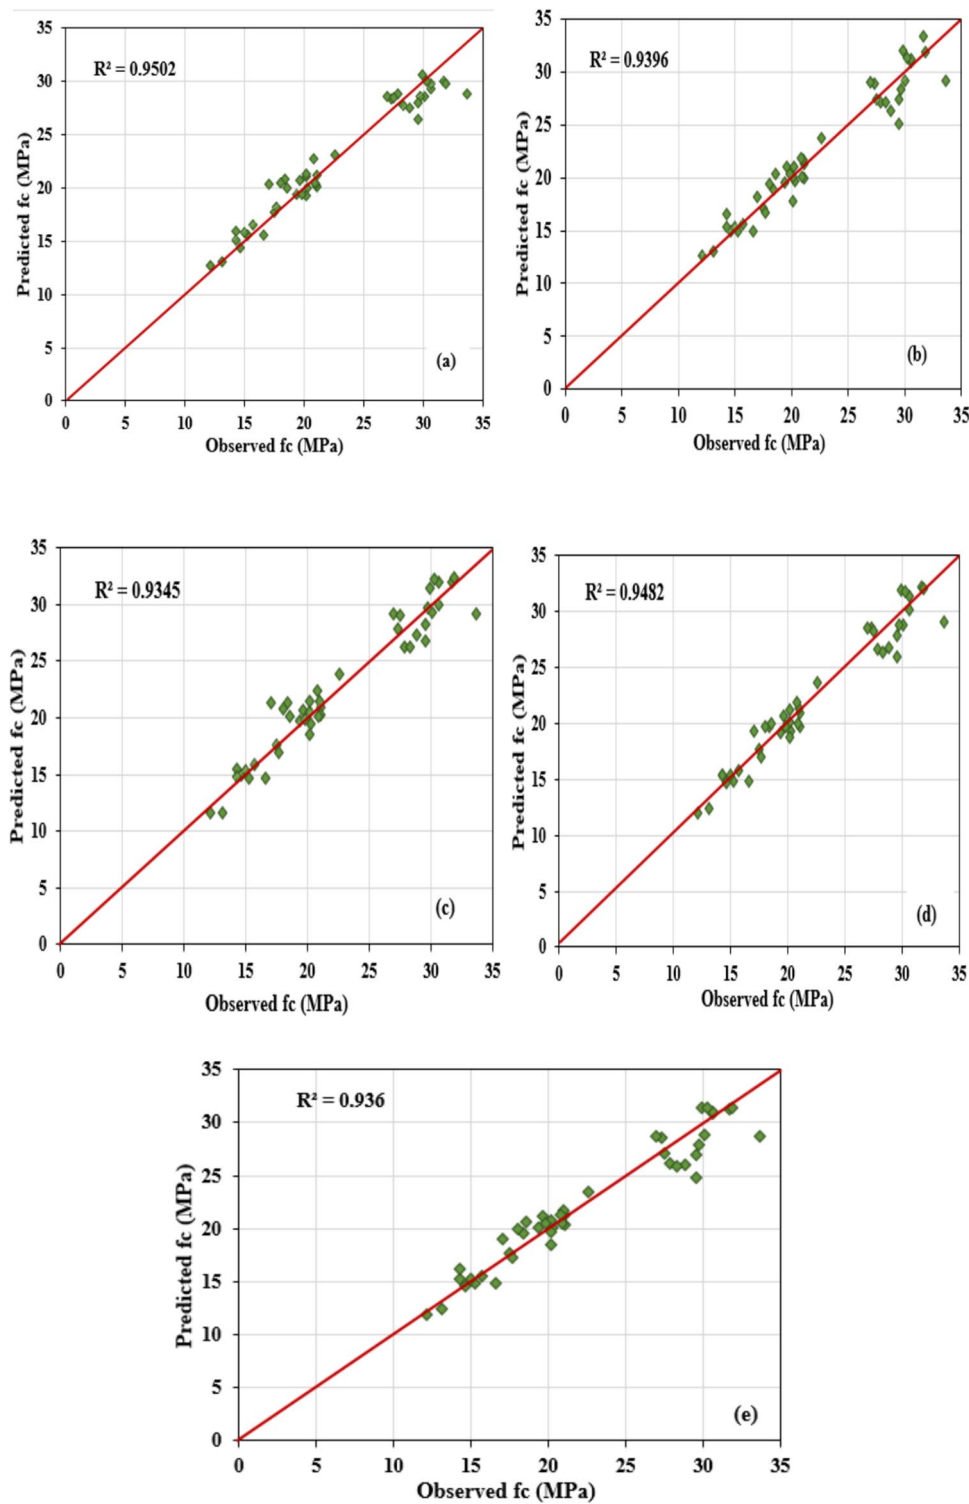 35
30
25
20
15
10
5
0
Predicted fc (MPa)
R² = 0.9502
(a)
0 5 10 15 20 25 30 35
Observed fc (MPa)
35
30
25
20
15
10
5
0
Predicted fc (MPa)
R² = 0.9396
(b)
0 5 10 15 20 25 30 35
Observed fc (MPa)
35
30
25
20
15
10
5
0
Predicted fc (MPa)
R² = 0.9345
(c)
0 5 10 15 20 25 30 35
Observed fc (MPa)
35
30
25
20
15
10
5
0
Predicted fc (MPa)
R² = 0.9482
(d)
0 5 10 15 20 25 30 35
Observed fc (MPa)
35
30
25
20
15
10
5
0
Predicted fc (MPa)
R² = 0.936
(e)
0 5 10 15 20 25 30 35
Observed fc (MPa)